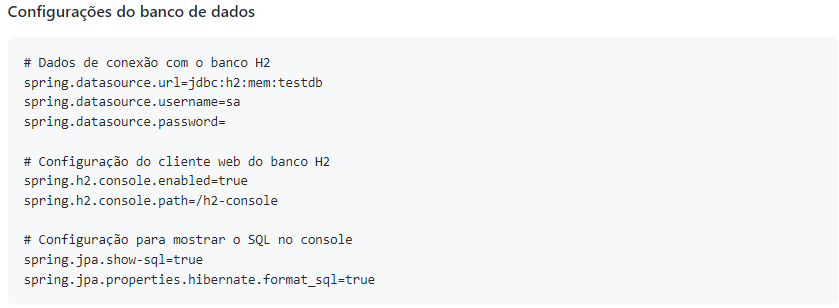 Configurações do banco de dados
# Dados de conexão com o banco H2
spring.datasource.url=jdbc:h2:mem:testdb
spring.datasource.username=sa
spring.datasource.password=
# Configuração do cliente web do banco H2
spring.h2.console.enabled=true
spring.h2.console.path=/h2-console
# Configuração para mostrar o SQL no console
spring.jpa.show-sql=true
spring.jpa.properties.hibernate.format_sql=true